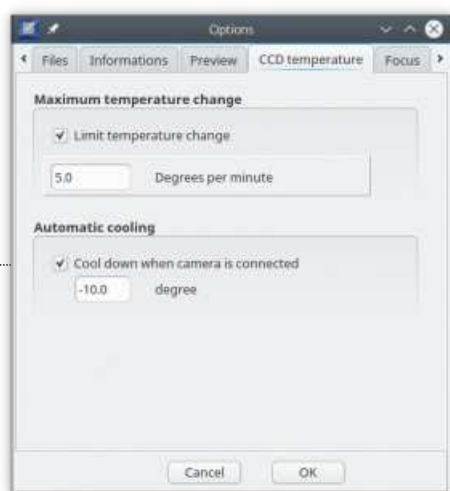 Options
Files Informations Preview CCD temperature Focus
Maximum temperature change
Limit temperature change
5.0 Degrees per minute
Automatic cooling
Cool down when camera is connected
-10.0 degree
Cancel OK